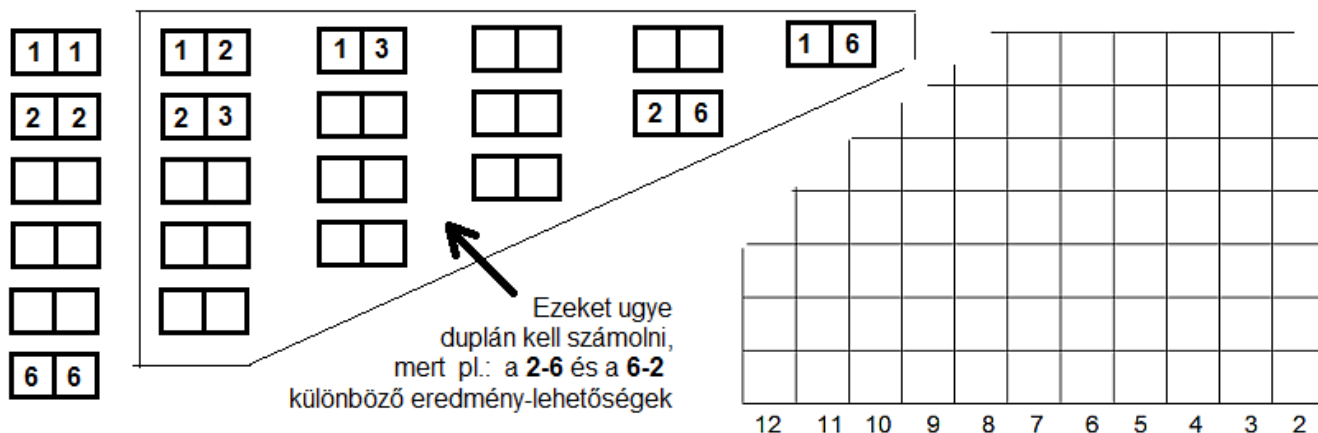 1 1 1 2 1 3 1 6
2 2 2 3 2 6
6 6
Ezeket ugye
duplán kell számolni,
mert pl.: a 2-6 és a 6-2
különböző eredmény-lehetőségek
12 11 10 9 8 7 6 5 4 3 2